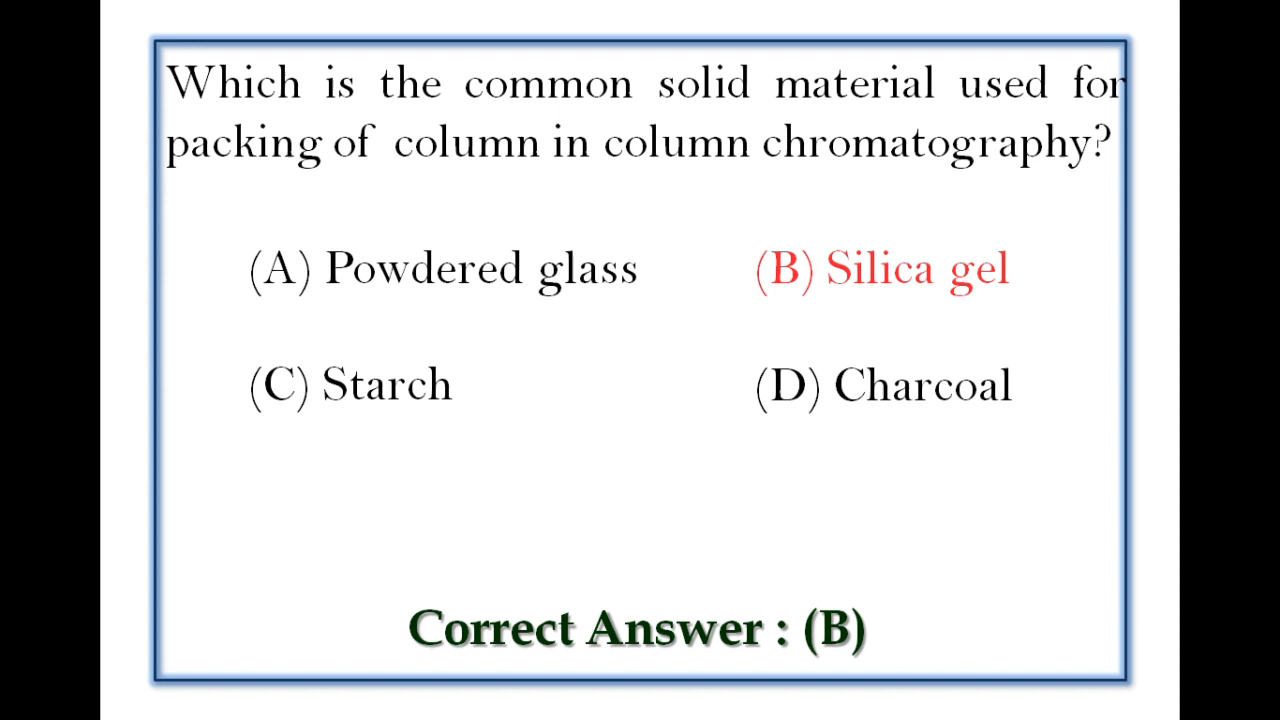 Which is the common solid material used for
packing of column in column chromatography?
(A) Powdered glass (B) Silica gel
(C) Starch (D) Charcoal
Correct Answer : (B)